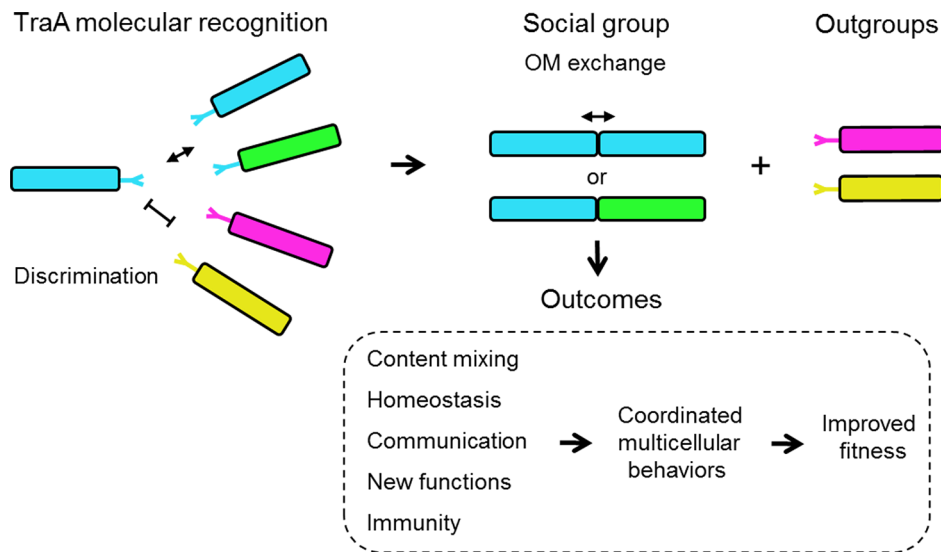 TraA molecular recognition
Discrimination
Social group
OM exchange
or
+
Outgroups
Outcomes
Content mixing
Homeostasis
Communication
New functions
Immunity
Coordinated
multicellular
behaviors
Improved
fitness